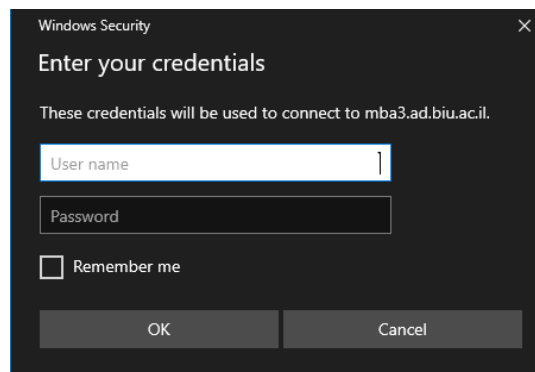 Windows Security
Enter your credentials
These credentials will be used to connect to mba3.ad.biu.ac.il.
User name
Password
Remember me
OK Cancel